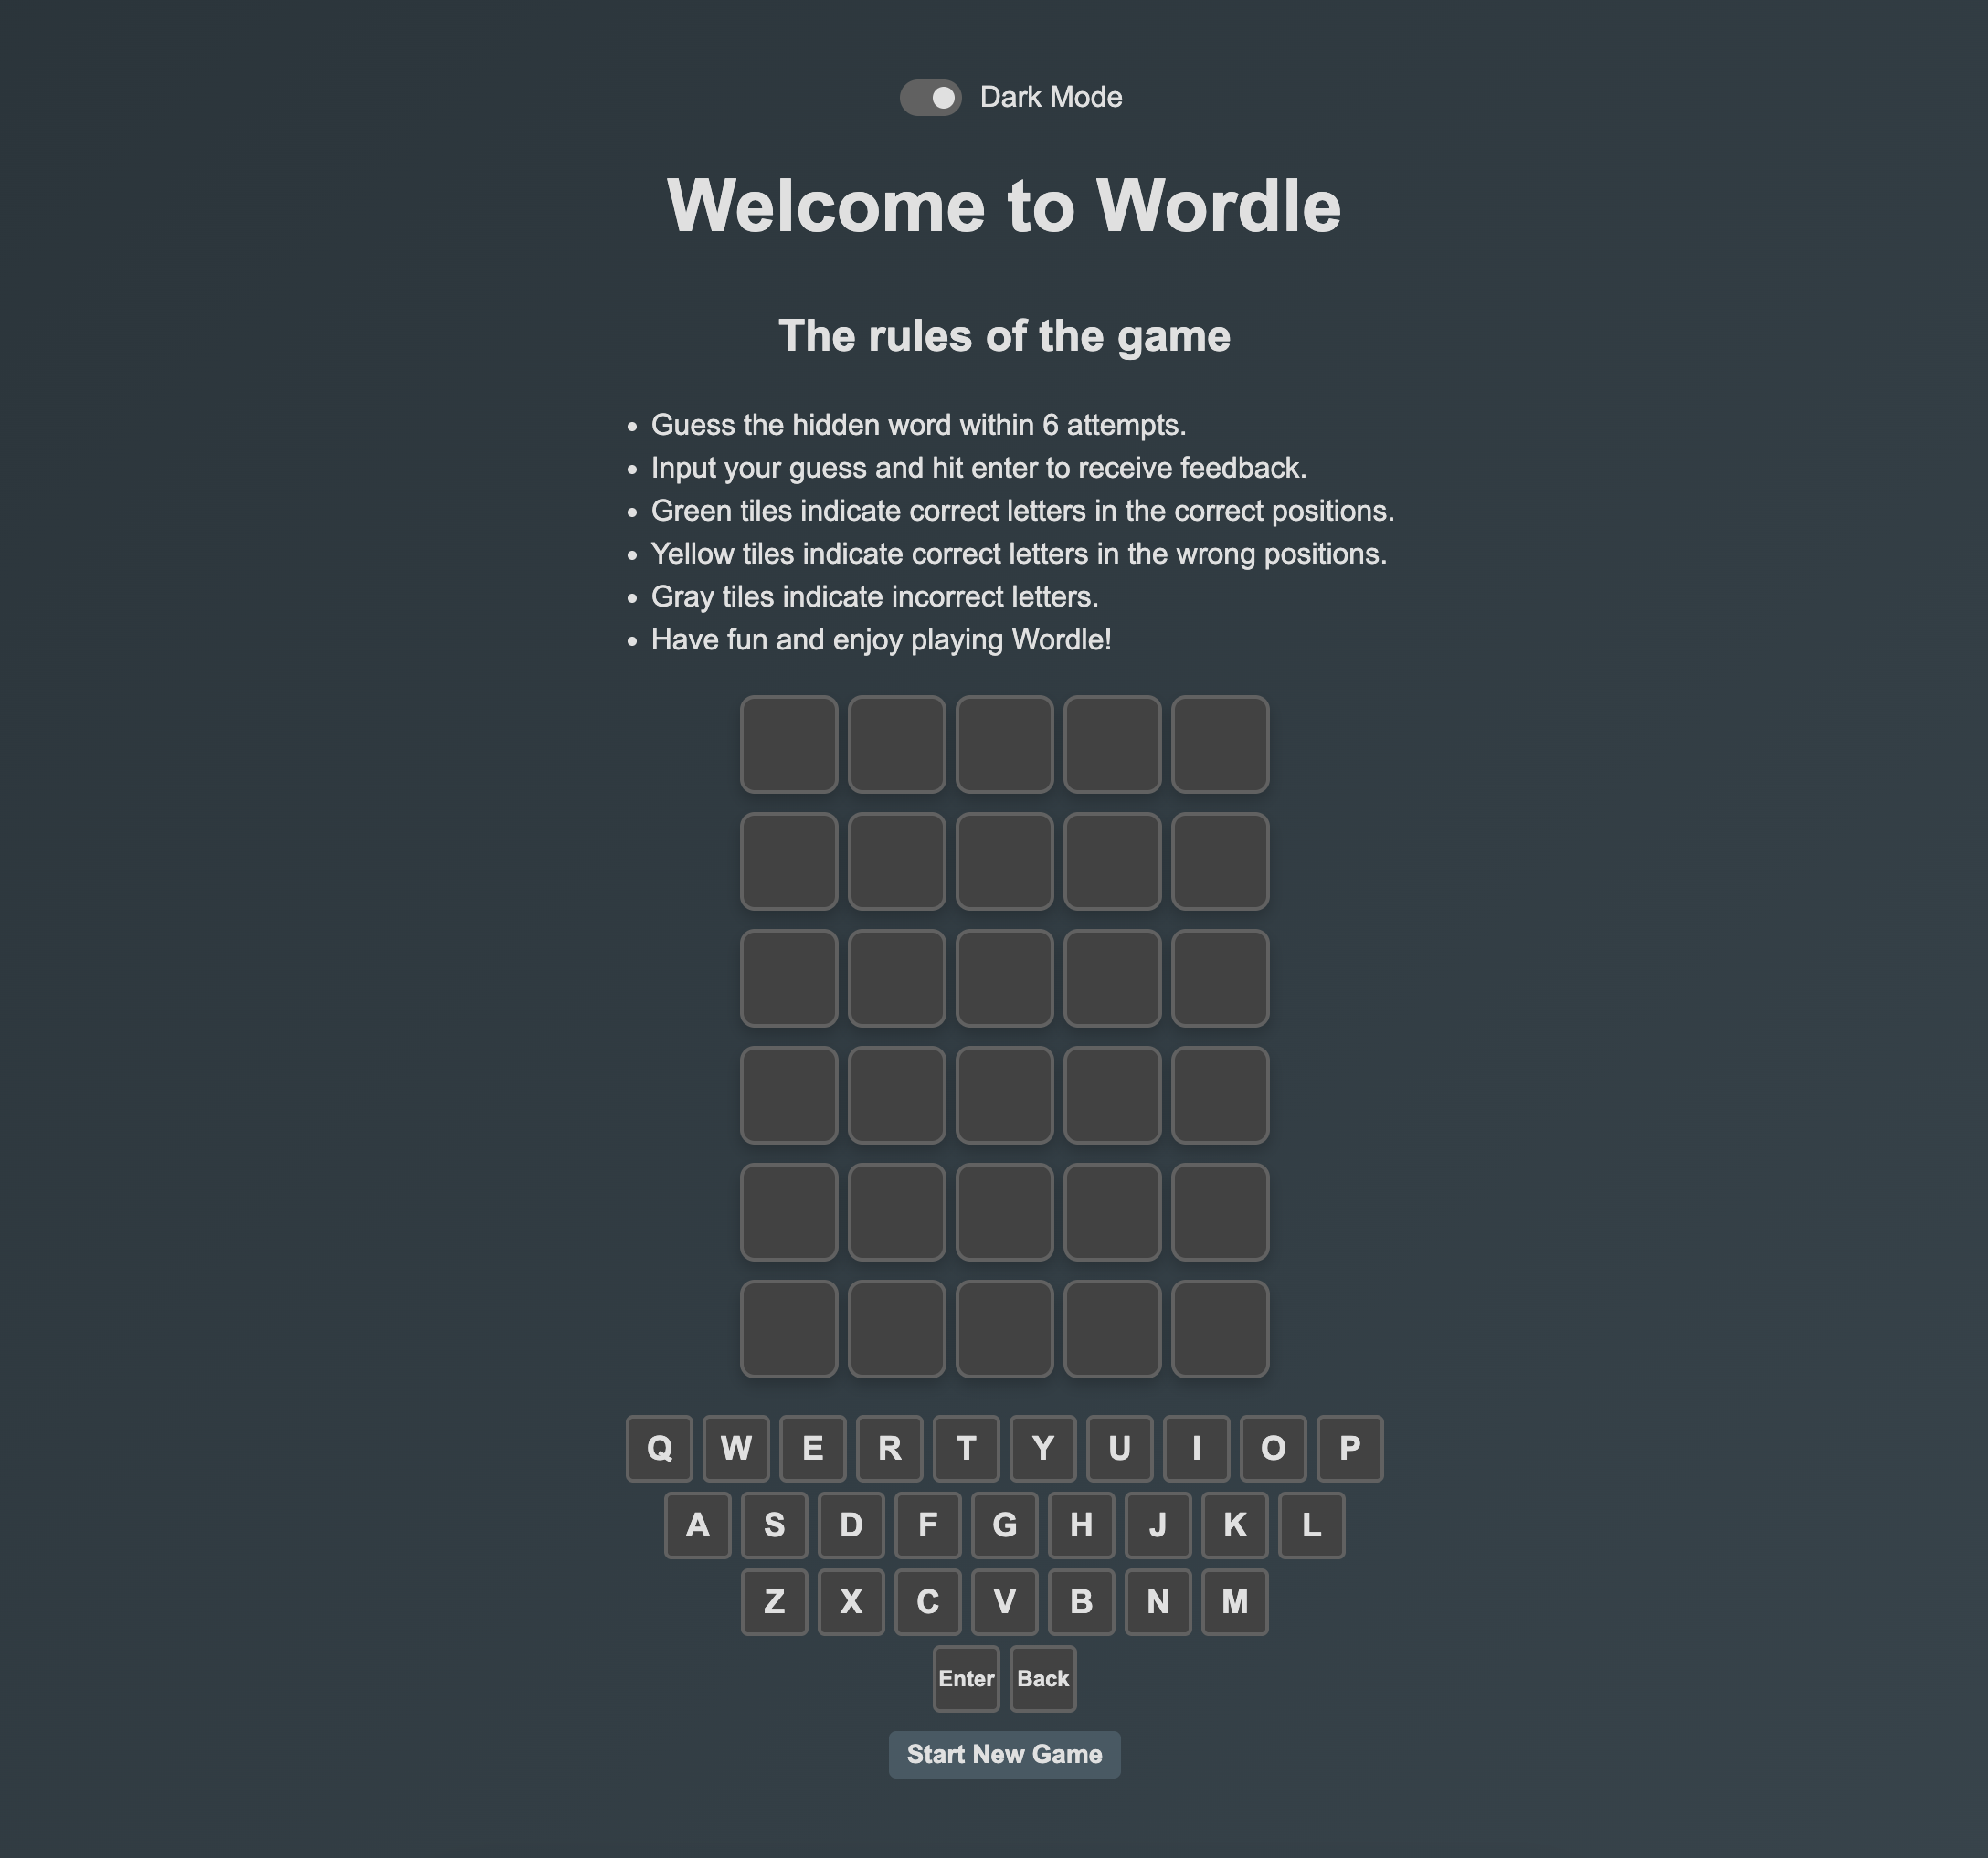 Dark Mode
Welcome to Wordle
The rules of the game
• Guess the hidden word within 6 attempts.
• Input your guess and hit enter to receive feedback.
• Green tiles indicate correct letters in the correct positions.
• Yellow tiles indicate correct letters in the wrong positions.
• Gray tiles indicate incorrect letters.
• Have fun and enjoy playing Wordle!
Q W E R T Y U I O P
A S D F G H J K L
Z X C V B N M
Enter Back
Start New Game